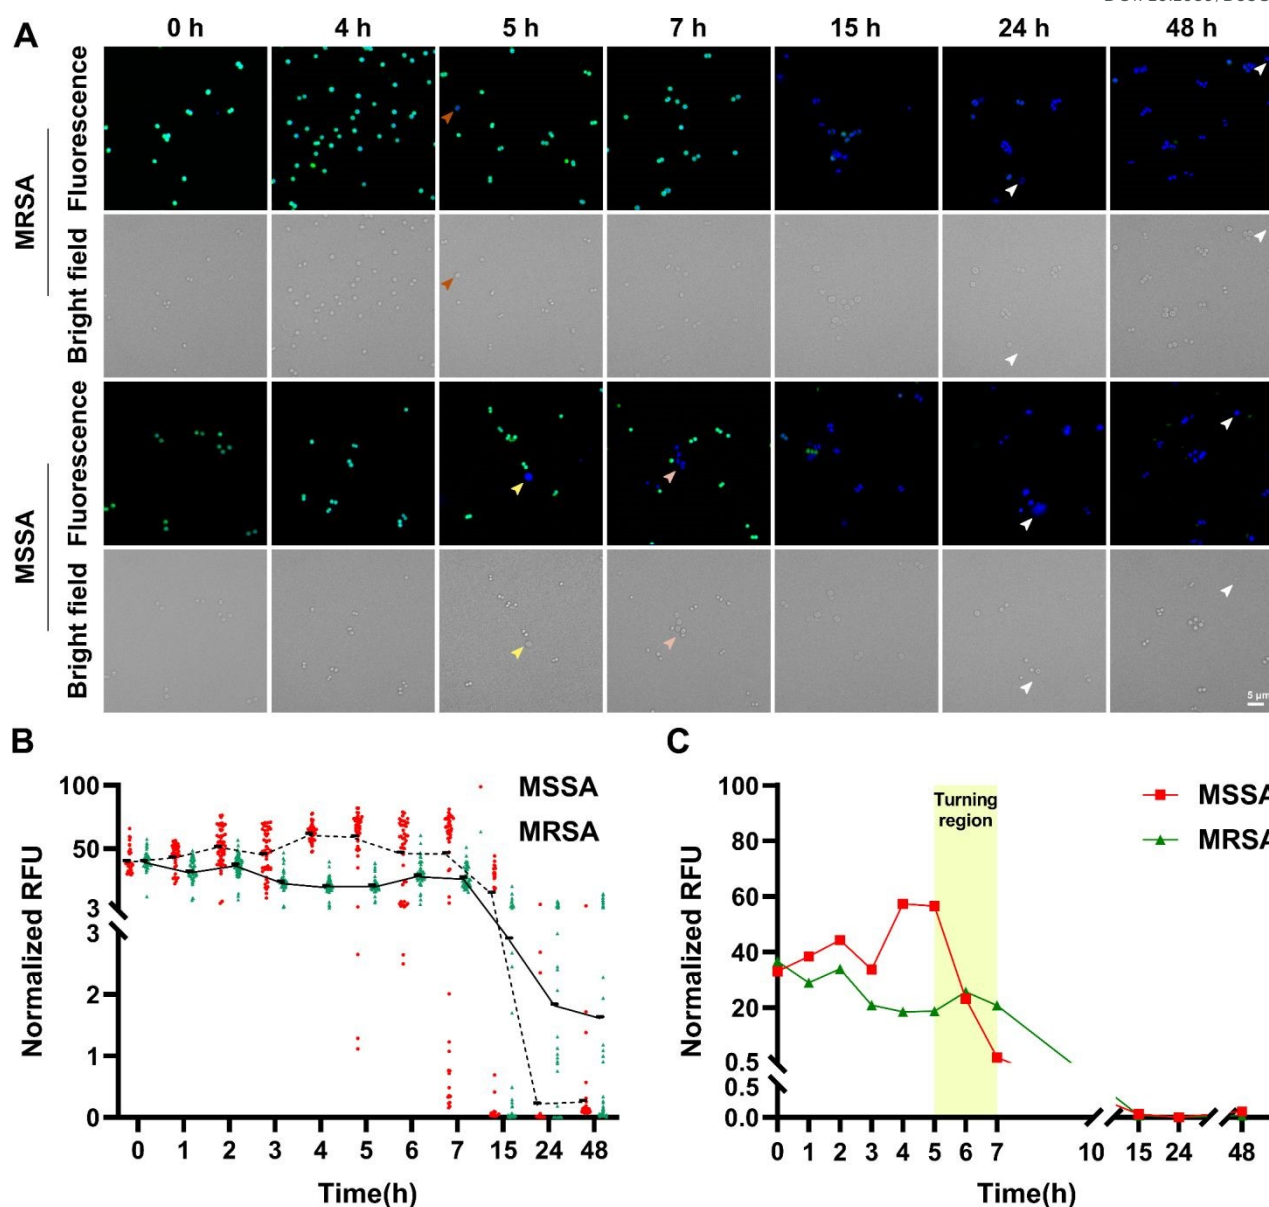 A
0 h 4 h 5 h 7 h 15 h 24 h 48 h
MRSA
Fluorescence
Bright field
MSSA
Fluorescence
Bright field
5 μm
B
Normalized RFU
100
50
3
3
2
1
0
MSSA
MRSA
0 1 2 3 4 5 6 7 15 24 48
Time(h)
C
Normalized RFU
100
80
60
40
20
0.5
0.5
0.0
Turning
region
MSSA
MRSA
0 1 2 3 4 5 6 7 10 15 24 48
Time(h)